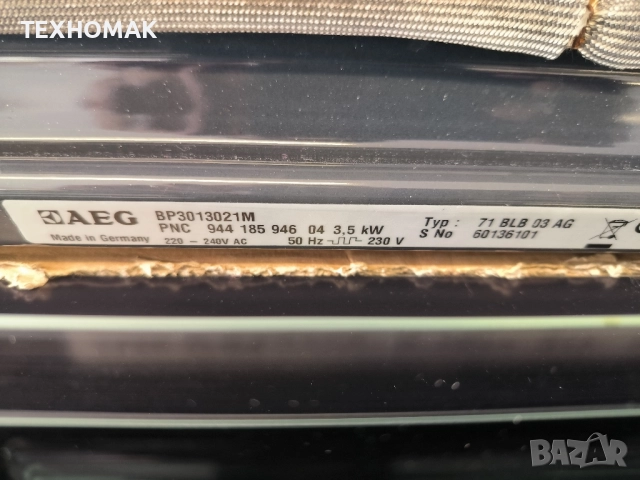 ТЕХНОМАК
AEG BP3013021M
PNC 944 185 946 04 3.5 kW Typ: 71 BLB 03 AG
Made in Germany 220 - 240V AC 50 Hz 230 V S No 60136101
BAZAR